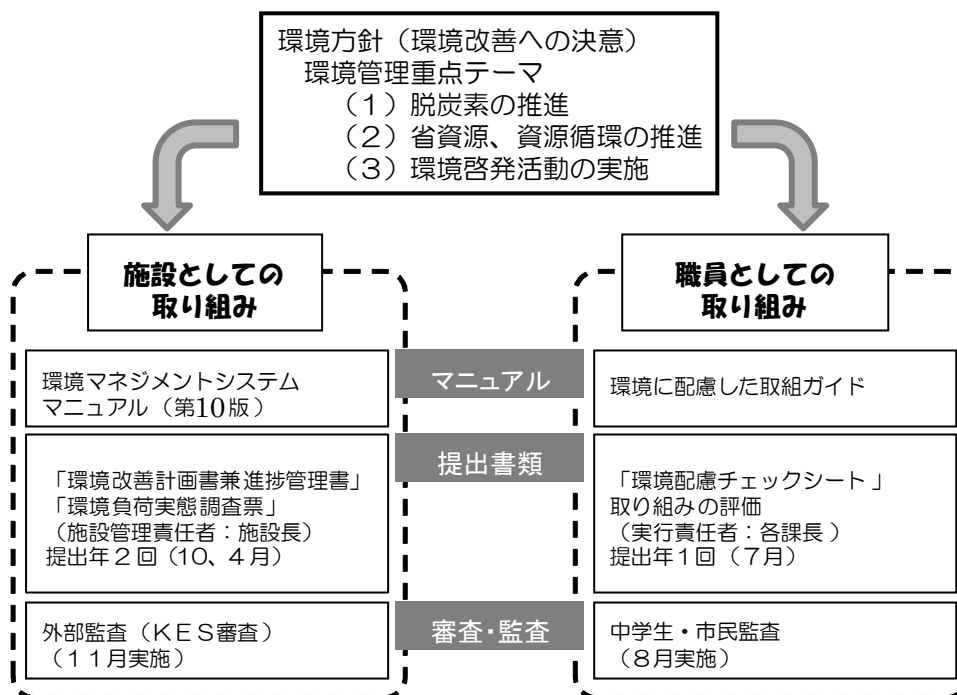 環境方針（環境改善への決意）
環境管理重点テーマ
（１）脱炭素の推進
（２）省資源、資源循環の推進
（３）環境啓発活動の実施
施設としての
取り組み
職員としての
取り組み
環境マネジメントシステム
マニュアル（第10版）
マニュアル
環境に配慮した取組ガイド
「環境改善計画書兼進捗管理書」
「環境負荷実態調査票」
（施設管理責任者：施設長）
提出年２回（10、４月）
提出書類
「環境配慮チェックシート」
取り組みの評価
（実行責任者：各課長）
提出年１回（７月）
外部監査（ＫＥＳ審査）
（１１月実施）
審査・監査
中学生・市民監査
（８月実施）